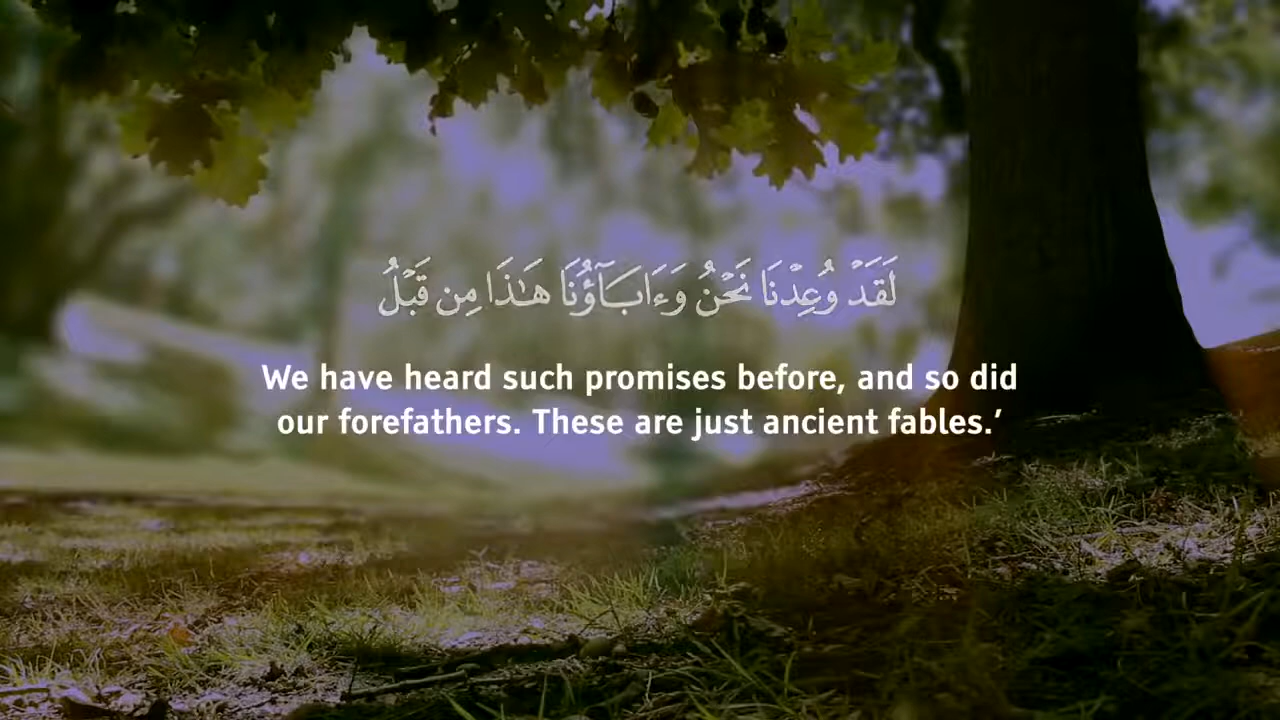 لَقَدْ وُعِدْنَا نَحْنُ وَءَابَآؤُنَا هَٰذَا مِن قَبْلُ
We have heard such promises before, and so did
our forefathers. These are just ancient fables.’